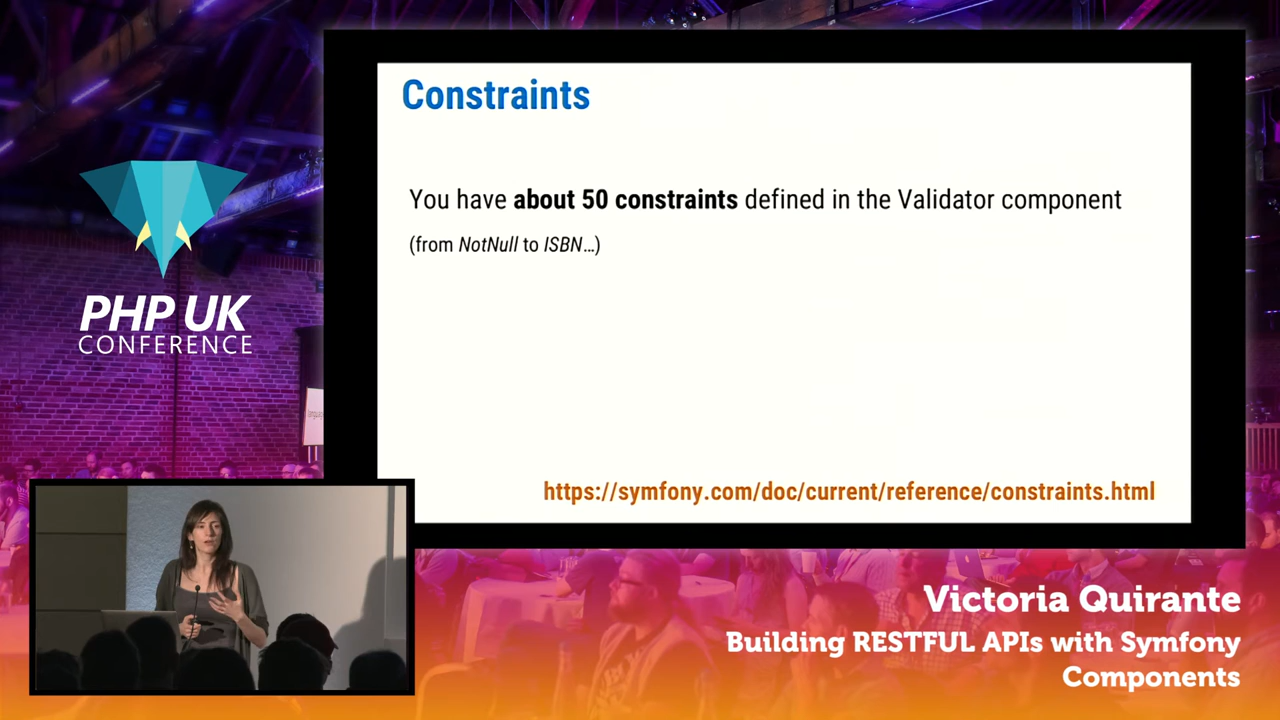 Constraints
You have about 50 constraints defined in the Validator component
(from NotNull to ISBN…)
https://symfony.com/doc/current/reference/constraints.html
PHP UK
CONFERENCE
Victoria Quirante
Building RESTFUL APIs with Symfony
Components